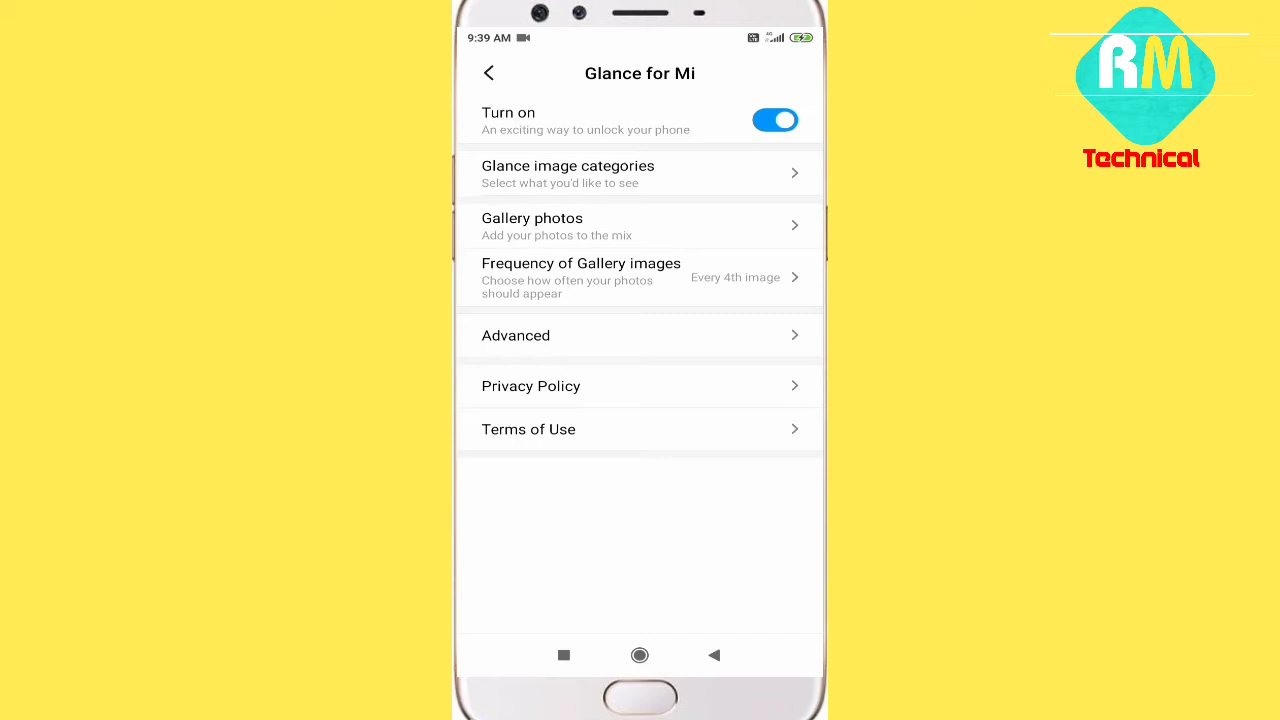 9:39 AM
4G
Glance for Mi
Turn on
An exciting way to unlock your phone
Glance image categories
Select what you'd like to see
Gallery photos
Add your photos to the mix
Frequency of Gallery images
Choose how often your photos
should appear
Every 4th image
Advanced
Privacy Policy
Terms of Use
RM
Technical